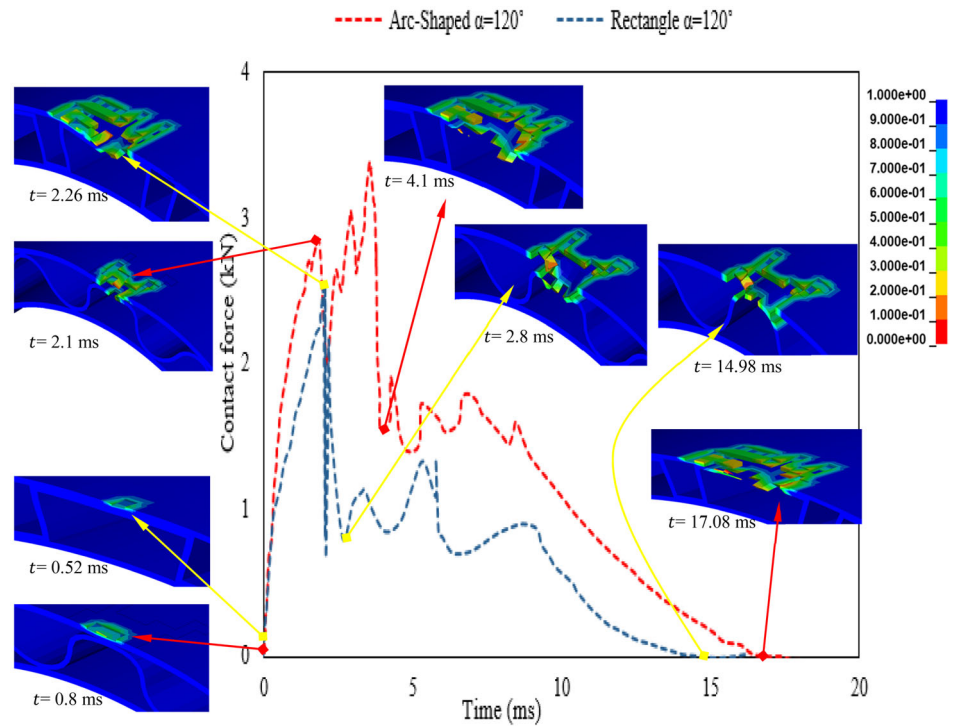 Arc-Shaped α=120° Rectangle α=120°
4
3
2
1
0
Contact force (kN)
0 5 10 15 20
Time (ms)
t= 2.26 ms
t= 2.1 ms
t= 0.52 ms
t= 0.8 ms
t= 4.1 ms
t= 2.8 ms
t= 14.98 ms
t= 17.08 ms
1.000e+00
9.000e-01
8.000e-01
7.000e-01
6.000e-01
5.000e-01
4.000e-01
3.000e-01
2.000e-01
1.000e-01
0.000e+00